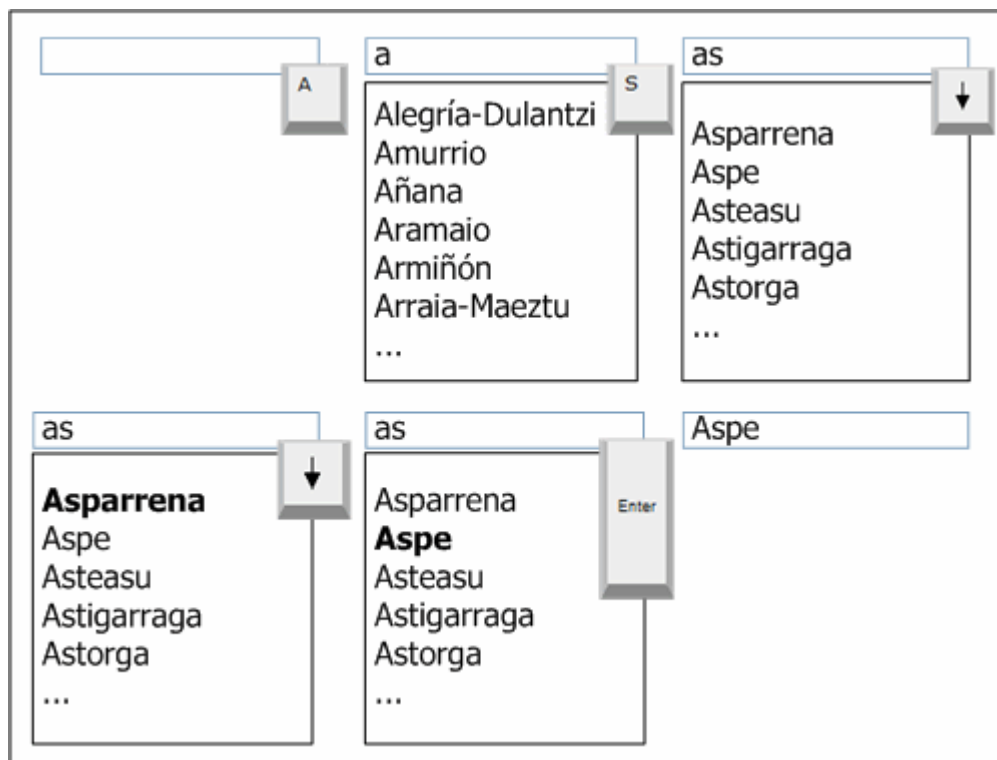 A
a
S
Alegría-Dulantzi
Amurrio
Añana
Aramaio
Armiñón
Arraia-Maeztu
...
as
↓
Asparrena
Aspe
Asteasu
Astigarraga
Astorga
...
as
↓
Asparrena
Aspe
Asteasu
Astigarraga
Astorga
...
as
Enter
Asparrena
Aspe
Asteasu
Astigarraga
Astorga
...
Aspe